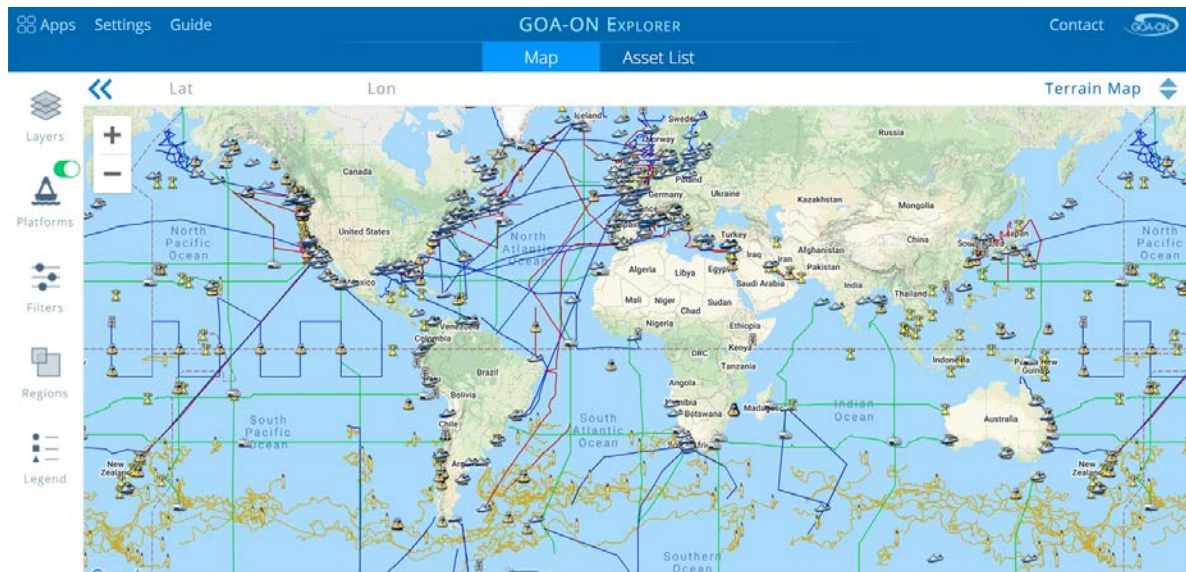 Apps Settings Guide GOA-ON EXPLORER Contact GOA-ON
Map Asset List
Lat Lon Terrain Map
Layers
Platforms
Filters
Regions
Legend
+
−
Iceland
Norway
Russia
Canada
Poland
Germany
Ukraine
Kazakhstan
Mongolia
North
Pacific
Ocean
United States
North
Atlantic
Ocean
Turkey
China
Japan
North
Pacific
Ocean
Iraq
Iran
Afghanistan
Pakistan
Algeria
Libya
Egypt
Saudi Arabia
India
Mexico
Mali
Niger
Chad
Sudan
Thailand
Nigeria
Ethiopia
Venezuela
Colombia
DRC
Kenya
Tanzania
Indonesia
Papua New
Guinea
Brazil
Peru
Bolivia
Angola
Namibia
Botswana
Madagascar
Indian
Ocean
Australia
South
Pacific
Ocean
Chile
South
Atlantic
Ocean
Argentina
New
Zealand
New
Zealand
Southern
Ocean